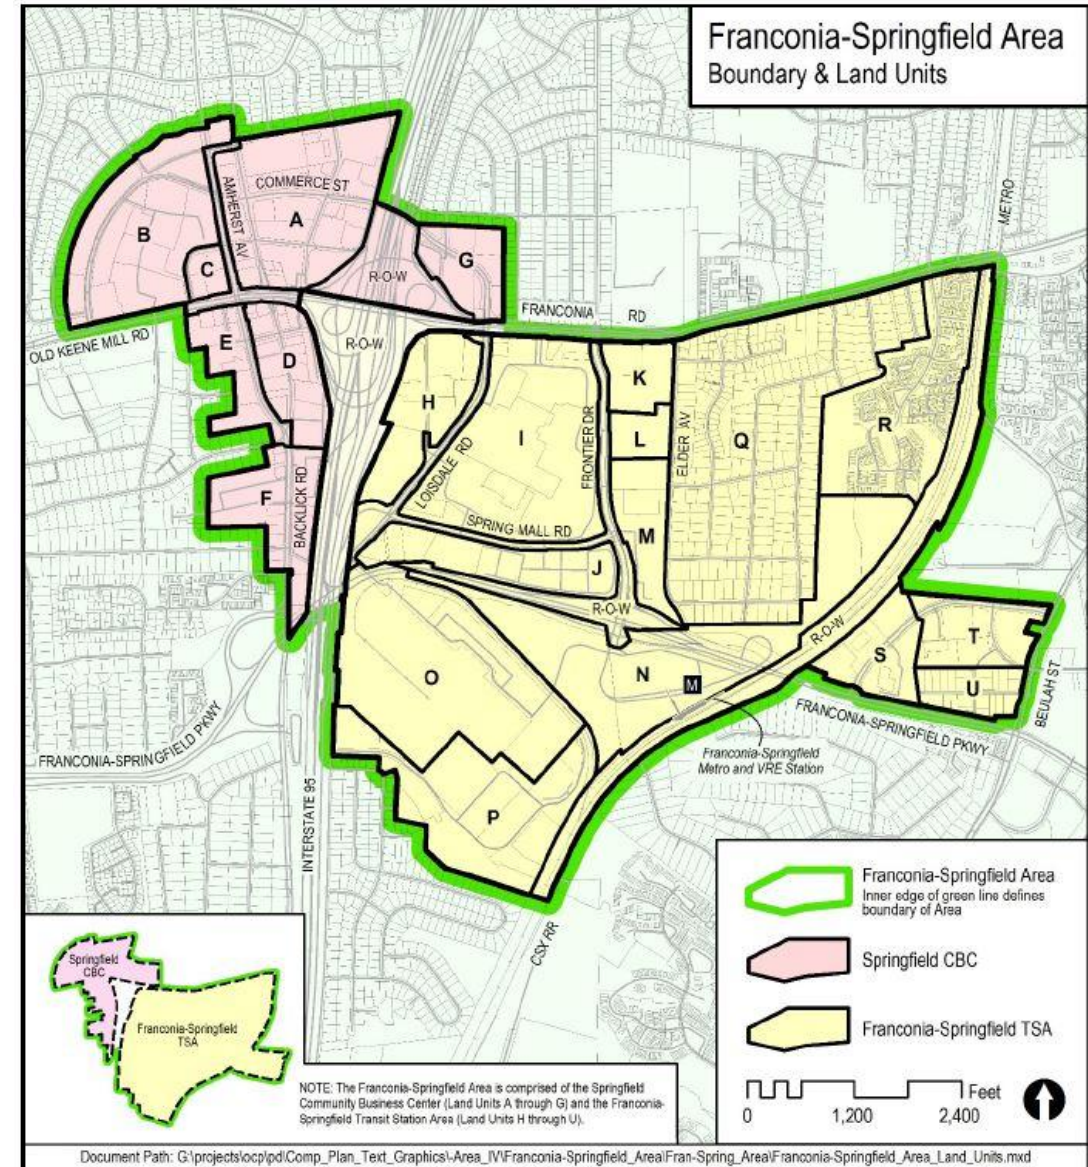 Franconia-Springfield Area
Boundary & Land Units
METRO
COMMERCE ST
AMHERST AV
A
B
C
G
R-O-W
FRANCONIA RD
OLD KEENE MILL RD
E
D
R-O-W
H
I
K
L
Q
R
ELDER AV
FRONTIER DR
LOISDALE RD
F
BACKLICK RD
SPRING MALL RD
M
J
R-O-W
R-O-W
T
S
U
O
N
M
BEULAH ST
FRANCONIA-SPRINGFIELD PKWY
FRANCONIA-SPRINGFIELD PKWY
Franconia-Springfield
Metro and VRE Station
INTERSTATE 95
P
CSX RR
Franconia-Springfield Area
Inner edge of green line defines
boundary of Area
Springfield CBC
Franconia-Springfield TSA
Feet
0 1,200 2,400
Springfield
CBC
Franconia-Springfield
TSA
NOTE: The Franconia-Springfield Area is comprised of the Springfield
Community Business Center (Land Units A through G) and the Franconia-
Springfield Transit Station Area (Land Units H through U).
Document Path: G:\projects\ocp\pd\Comp_Plan_Text_Graphics\-Area_IV\Franconia-Springfield_Area\Fran-Spring_Area\Franconia-Springfield_Area_Land_Units.mxd